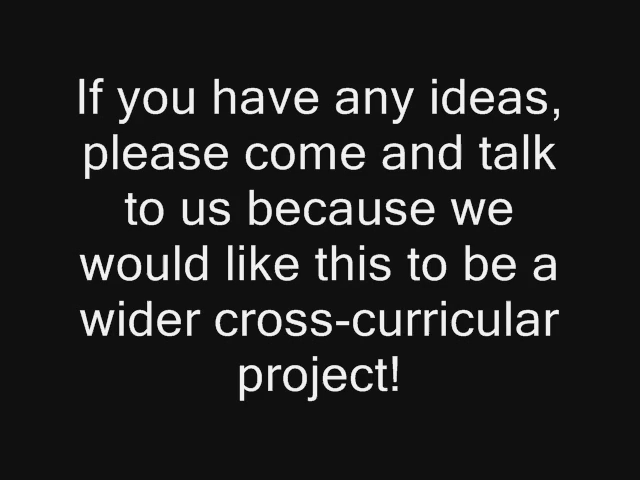 If you have any ideas,
please come and talk
to us because we
would like this to be a
wider cross-curricular
project!